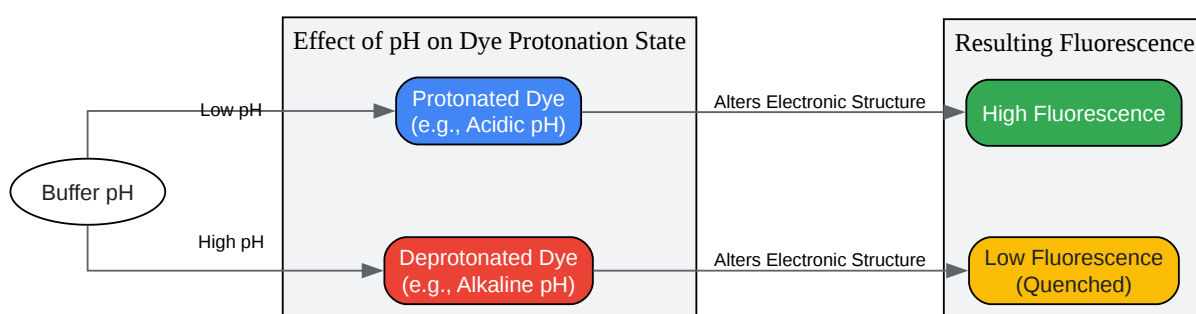 Effect of pH on Dye Protonation State
Resulting Fluorescence
Low pH
Protonated Dye
(e.g., Acidic pH)
Alters Electronic Structure
High Fluorescence
Buffer pH
High pH
Deprotonated Dye
(e.g., Alkaline pH)
Alters Electronic Structure
Low Fluorescence
(Quenched)